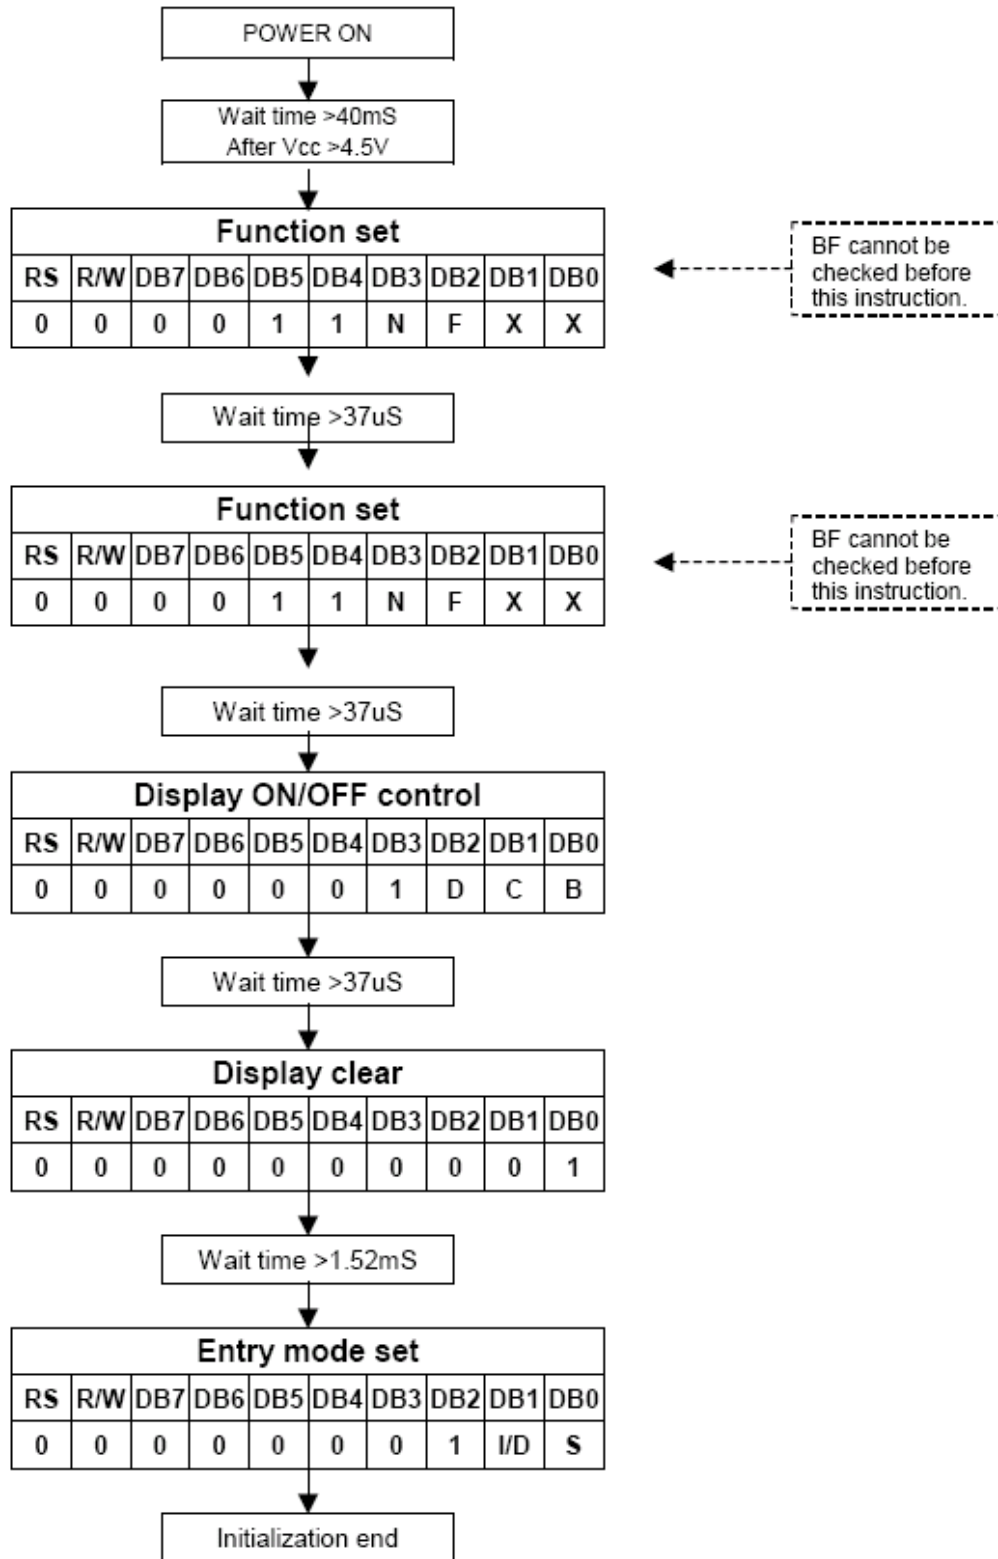 POWER ON
Wait time >40mS
After Vcc >4.5V
Function set
RS R/W DB7 DB6 DB5 DB4 DB3 DB2 DB1 DB0
0 0 0 0 1 1 N F X X
BF cannot be
checked before
this instruction.
Wait time >37uS
Function set
RS R/W DB7 DB6 DB5 DB4 DB3 DB2 DB1 DB0
0 0 0 0 1 1 N F X X
BF cannot be
checked before
this instruction.
Wait time >37uS
Display ON/OFF control
RS R/W DB7 DB6 DB5 DB4 DB3 DB2 DB1 DB0
0 0 0 0 0 0 1 D C B
Wait time >37uS
Display clear
RS R/W DB7 DB6 DB5 DB4 DB3 DB2 DB1 DB0
0 0 0 0 0 0 0 0 0 1
Wait time >1.52mS
Entry mode set
RS R/W DB7 DB6 DB5 DB4 DB3 DB2 DB1 DB0
0 0 0 0 0 0 0 1 I/D S
Initialization end